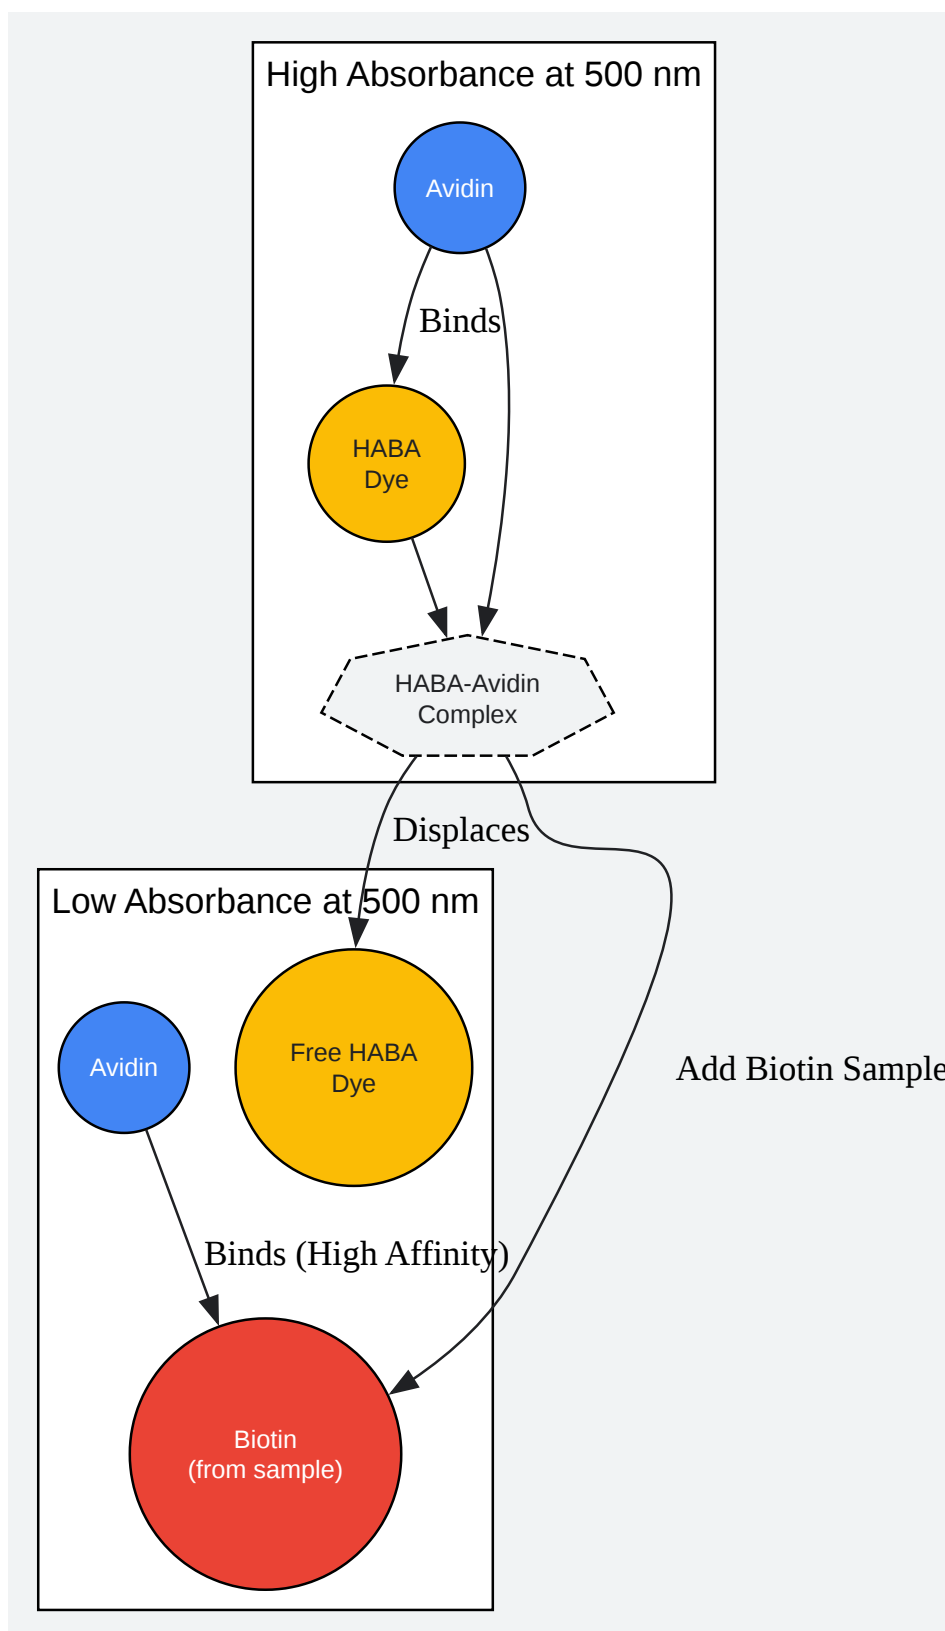 High Absorbance at 500 nm
Avidin
Binds
HABA
Dye
HABA-Avidin
Complex
Displaces
Low Absorbance at 500 nm
Free HABA
Dye
Avidin
Add Biotin Sample
Binds (High Affinity)
Biotin
(from sample)